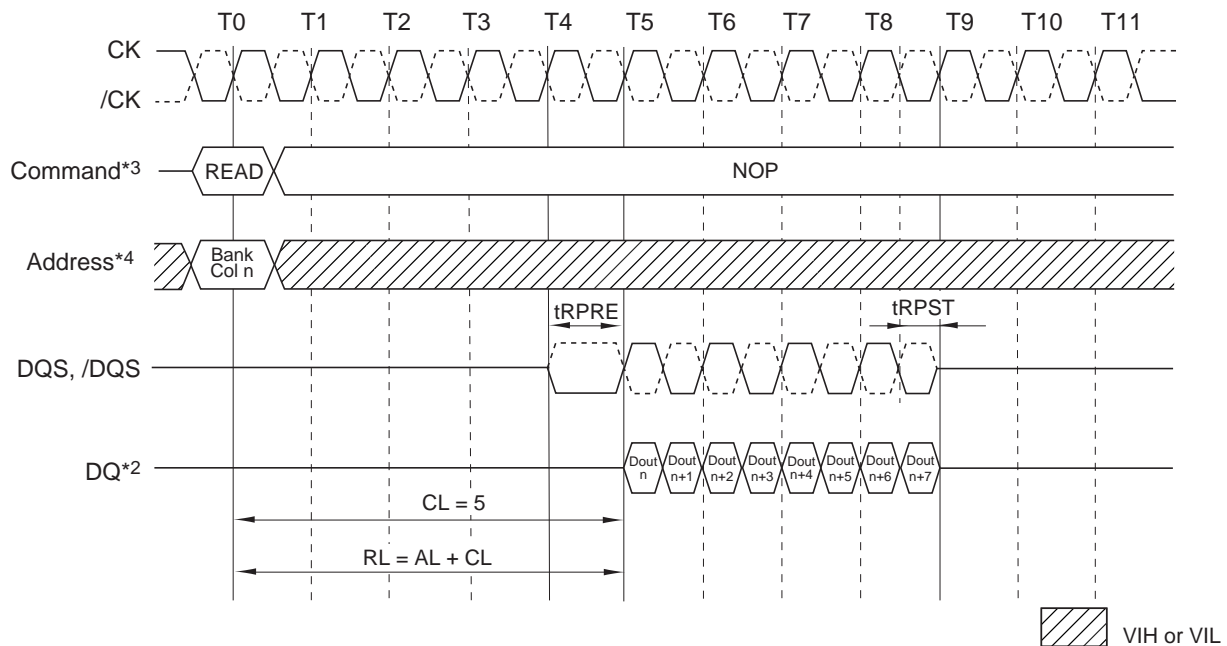 T0 T1 T2 T3 T4 T5 T6 T7 T8 T9 T10 T11
CK
/CK
Command*3
READ
NOP
Address*4
Bank
Col n
tRPRE
tRPST
DQS, /DQS
DQ*2
Dout n
Dout n+1
Dout n+2
Dout n+3
Dout n+4
Dout n+5
Dout n+6
Dout n+7
CL = 5
RL = AL + CL
VIH or VIL